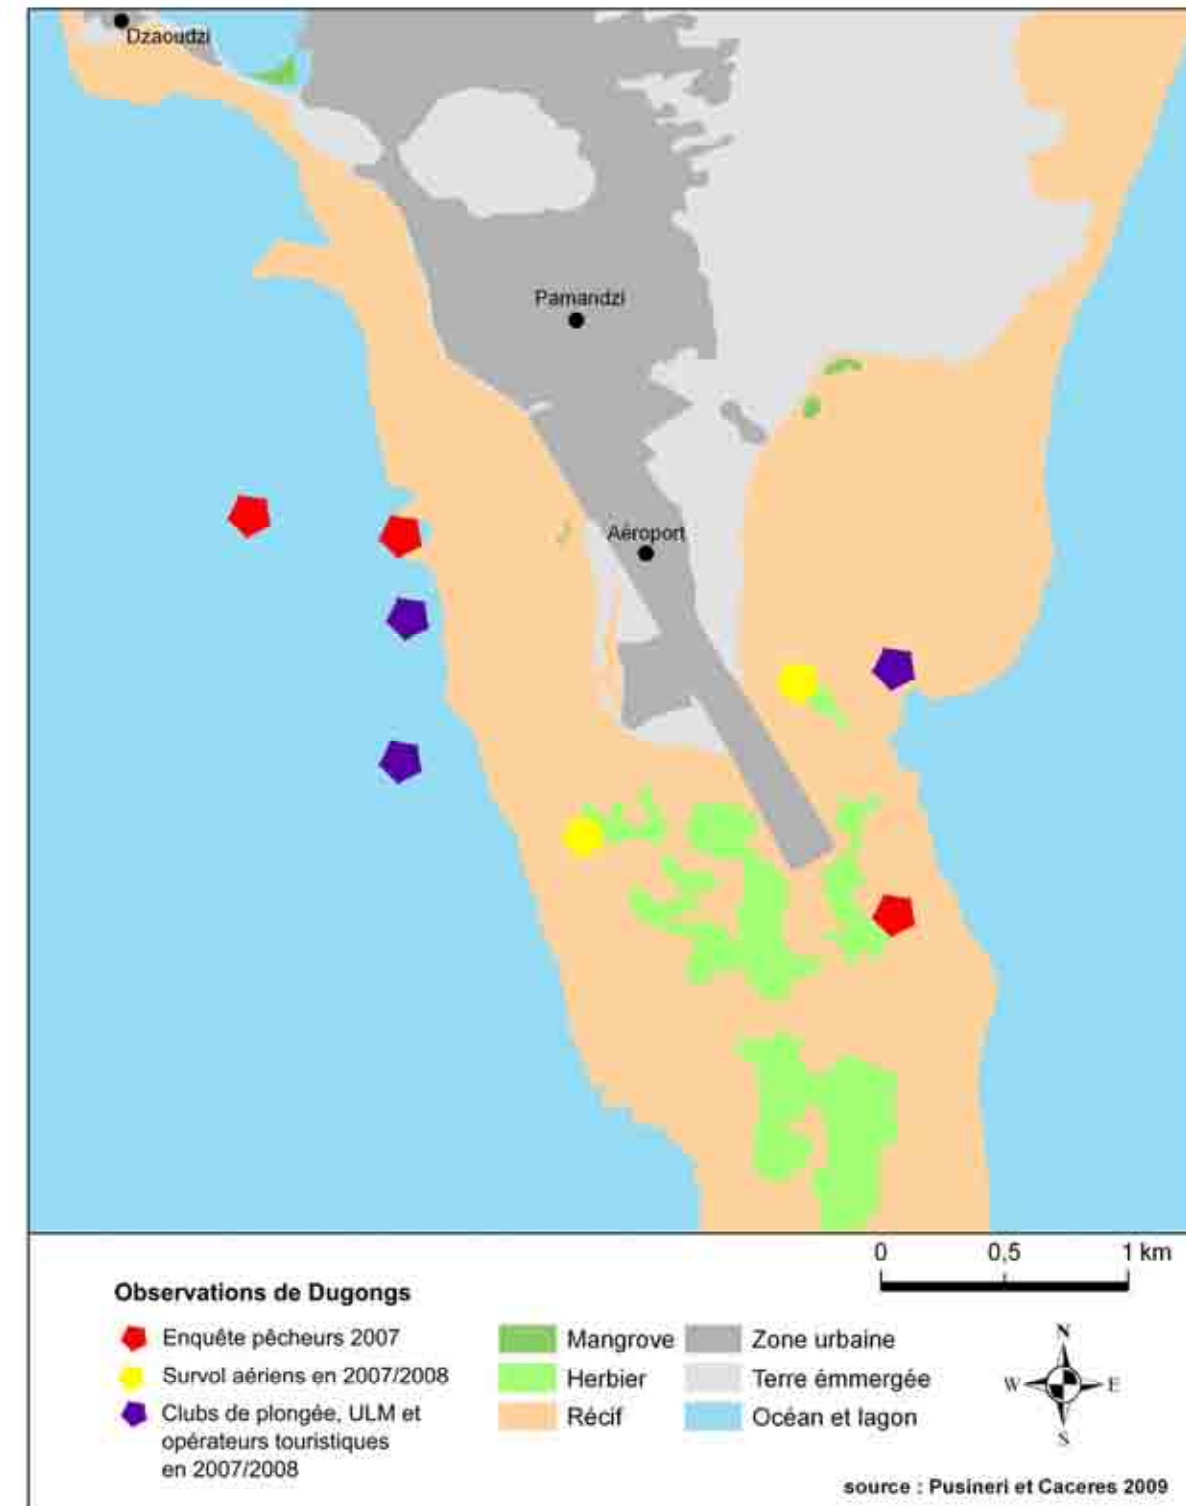 Dzaoudzi
Pamandzi
Aéroport
0 0,5 1 km
Observations de Dugongs
Enquête pêcheurs 2007
Survol aériens en 2007/2008
Clubs de plongée, ULM et
opérateurs touristiques
en 2007/2008
Mangrove
Herbier
Récif
Zone urbaine
Terre émmergée
Océan et lagon
N
W E
S
source : Pusineri et Caceres 2009